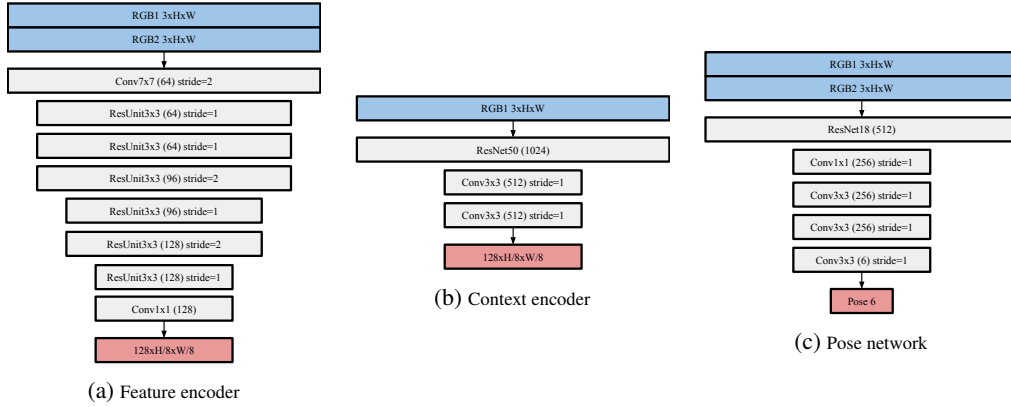 RGB1 3xHxW
RGB2 3xHxW
Conv7x7 (64) stride=2
ResUnit3x3 (64) stride=1
ResUnit3x3 (64) stride=1
ResUnit3x3 (96) stride=2
ResUnit3x3 (96) stride=1
ResUnit3x3 (128) stride=2
ResUnit3x3 (128) stride=1
Conv1x1 (128)
128xH/8xW/8
(a) Feature encoder
RGB1 3xHxW
ResNet50 (1024)
Conv3x3 (512) stride=1
Conv3x3 (512) stride=1
128xH/8xW/8
(b) Context encoder
RGB1 3xHxW
RGB2 3xHxW
ResNet18 (512)
Conv1x1 (256) stride=1
Conv3x3 (256) stride=1
Conv3x3 (256) stride=1
Conv3x3 (6) stride=1
Pose 6
(c) Pose network